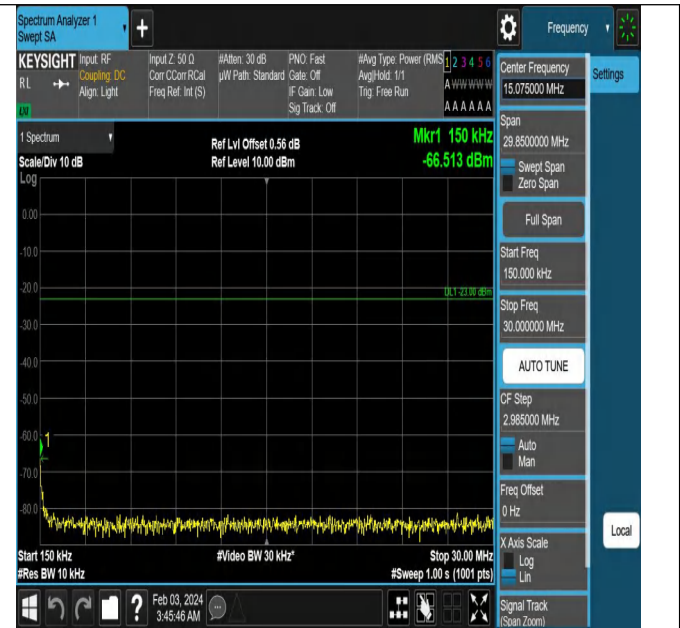 Spectrum Analyzer 1
Swept SA
Frequency
KEYSIGHT
RL
LXI
Input: RF
Coupling: DC
Align: Light
Input Z: 50 Ω
Corr CCorr RCal
Freq Ref: Int (S)
#Atten: 30 dB
µW Path: Standard
PNO: Fast
Gate: Off
IF Gain: Low
Sig Track: Off
#Avg Type: Power (RMS
Avg|Hold: 1/1
Trig: Free Run
1 2 3 4 5 6
A W W W W W
A A A A A A
1 Spectrum
Scale/Div 10 dB
Log
Ref Lvl Offset 0.56 dB
Ref Level 10.00 dBm
Mkr1 150 kHz
-66.513 dBm
0.00
-10.0
-20.0
DL1 -23.00 dBm
-30.0
-40.0
-50.0
-60.0
1
-70.0
-80.0
Start 150 kHz
#Video BW 30 kHz*
Stop 30.00 MHz
#Res BW 10 kHz
#Sweep 1.00 s (1001 pts)
Feb 03, 2024
3:45:46 AM
?
Center Frequency
15.075000 MHz
Settings
Span
29.8500000 MHz
Swept Span
Zero Span
Full Span
Start Freq
150.000 kHz
Stop Freq
30.000000 MHz
AUTO TUNE
CF Step
2.985000 MHz
Auto
Man
Freq Offset
0 Hz
Local
X Axis Scale
Log
Lin
Signal Track
(Span Zoom)